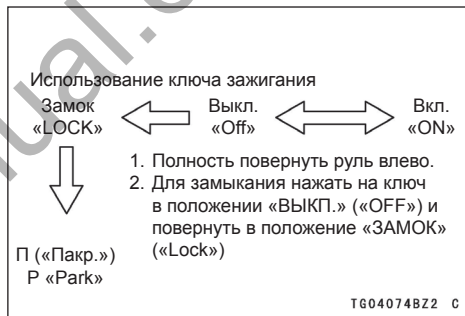 Использование ключа зажигания
Замок Выкл. Вкл.
«LOCK» «Off» «ON»
1. Полность повернуть руль влево.
2. Для замыкания нажать на ключ
в положении «ВЫКП.» («OFF») и
повернуть в положение «ЗАМОК»
(«Lock»)
П («Пакр.»)
P «Park»
TG04074BZ2 C